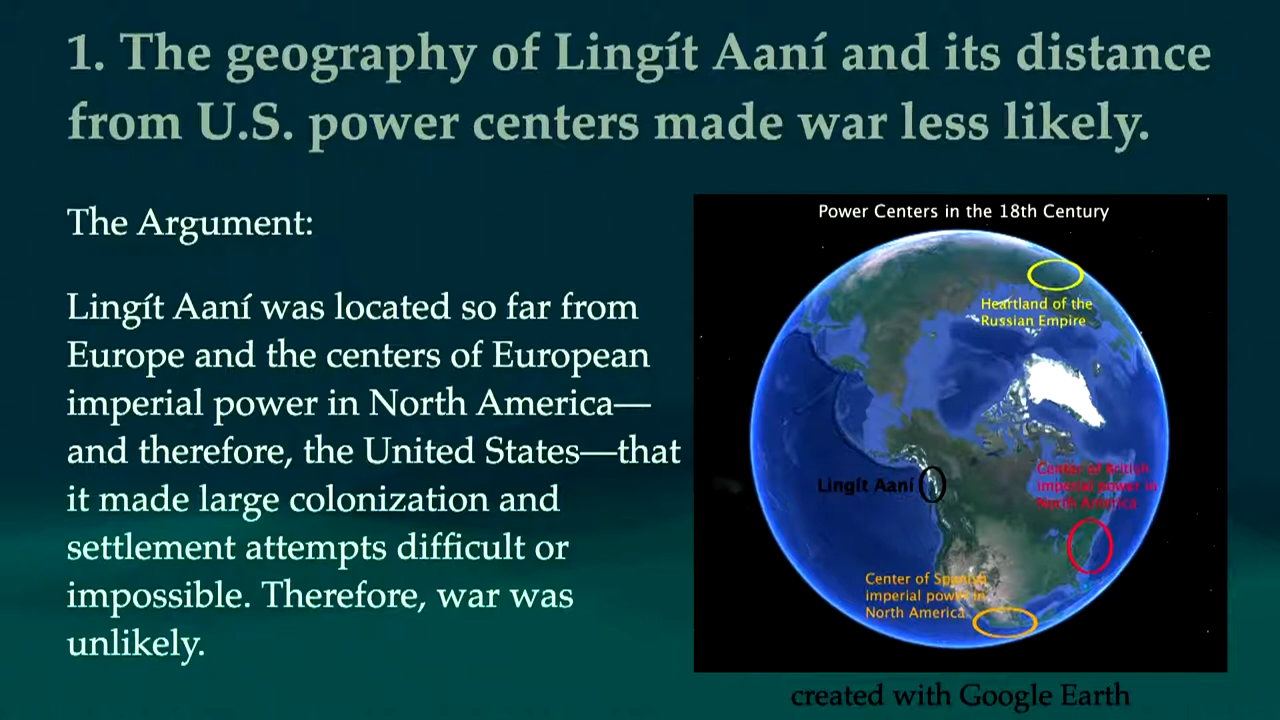 1. The geography of Lingít Aaní and its distance
from U.S. power centers made war less likely.
The Argument:
Lingít Aaní was located so far from
Europe and the centers of European
imperial power in North America—
and therefore, the United States—that
it made large colonization and
settlement attempts difficult or
impossible. Therefore, war was
unlikely.
Power Centers in the 18th Century
Heartland of the
Russian Empire
Center of British
imperial power in
North America
Lingít Aaní
Center of Spanish
imperial power in
North America
created with Google Earth